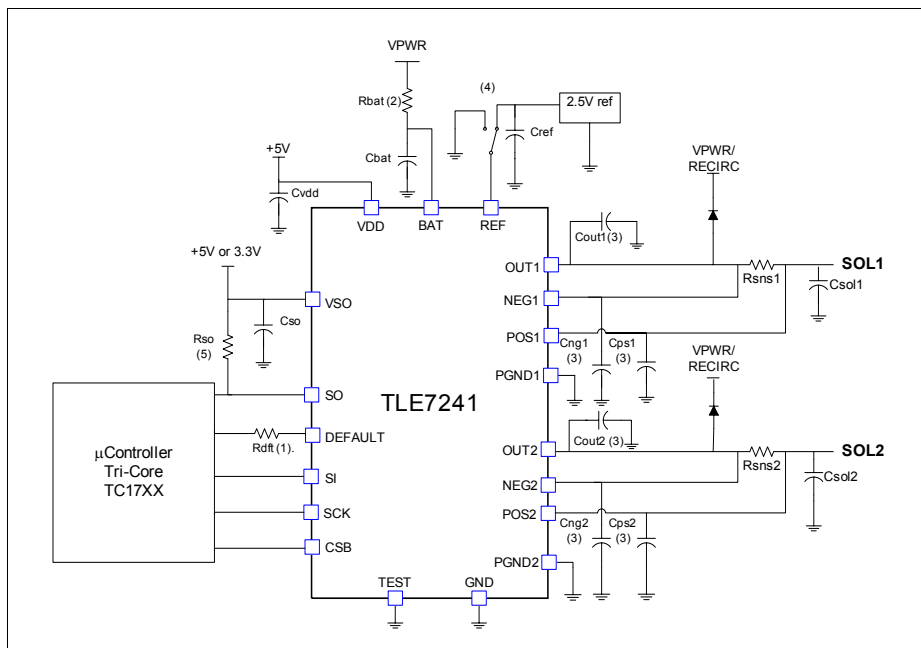 VPWR
(4)
Rbat (2)
2.5V ref
Cref
Cbat
+5V
Cvdd
VPWR/
RECIRC
VDD
BAT
REF
Cout1(3)
+5V or 3.3V
OUT1
SOL1
Rsns1
Csol1
NEG1
VSO
Cso
Rso
(5)
POS1
Cng1
(3)
Cps1
(3)
VPWR/
RECIRC
PGND1
SO
TLE7241
DEFAULT
Rdft (1).
Cout2 (3)
μController
Tri-Core
TC17XX
OUT2
SOL2
Rsns2
Csol2
SI
NEG2
SCK
POS2
Cng2
(3)
Cps2
(3)
CSB
PGND2
TEST
GND